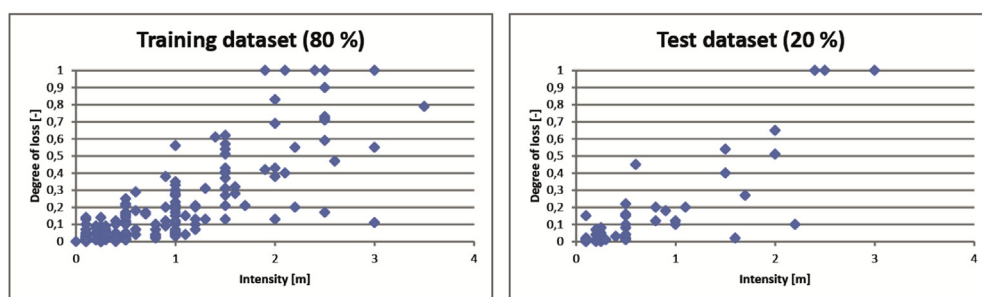 Training dataset (80 %)
Degree of loss [-]
1
0,9
0,8
0,7
0,6
0,5
0,4
0,3
0,2
0,1
0
0 1 2 3 4
Intensity [m]
Test dataset (20 %)
Degree of loss [-]
1
0,9
0,8
0,7
0,6
0,5
0,4
0,3
0,2
0,1
0
0 1 2 3 4
Intensity [m]